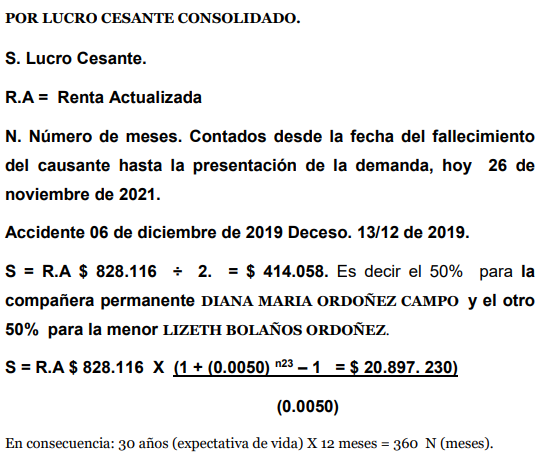 POR LUCRO CESANTE CONSOLIDADO.
S. Lucro Cesante.
R.A = Renta Actualizada
N. Número de meses. Contados desde la fecha del fallecimiento
del causante hasta la presentación de la demanda, hoy 26 de
noviembre de 2021.
Accidente 06 de diciembre de 2019 Deceso. 13/12 de 2019.
S = R.A $ 828.116 ÷ 2. = $ 414.058. Es decir el 50% para la
compañera permanente DIANA MARIA ORDOÑEZ CAMPO y el otro
50% para la menor LIZETH BOLAÑOS ORDOÑEZ.
S = R.A $ 828.116 X (1 + (0.0050) n23 – 1 = $ 20.897. 230)
(0.0050)
En consecuencia: 30 años (expectativa de vida) X 12 meses = 360 N (meses).